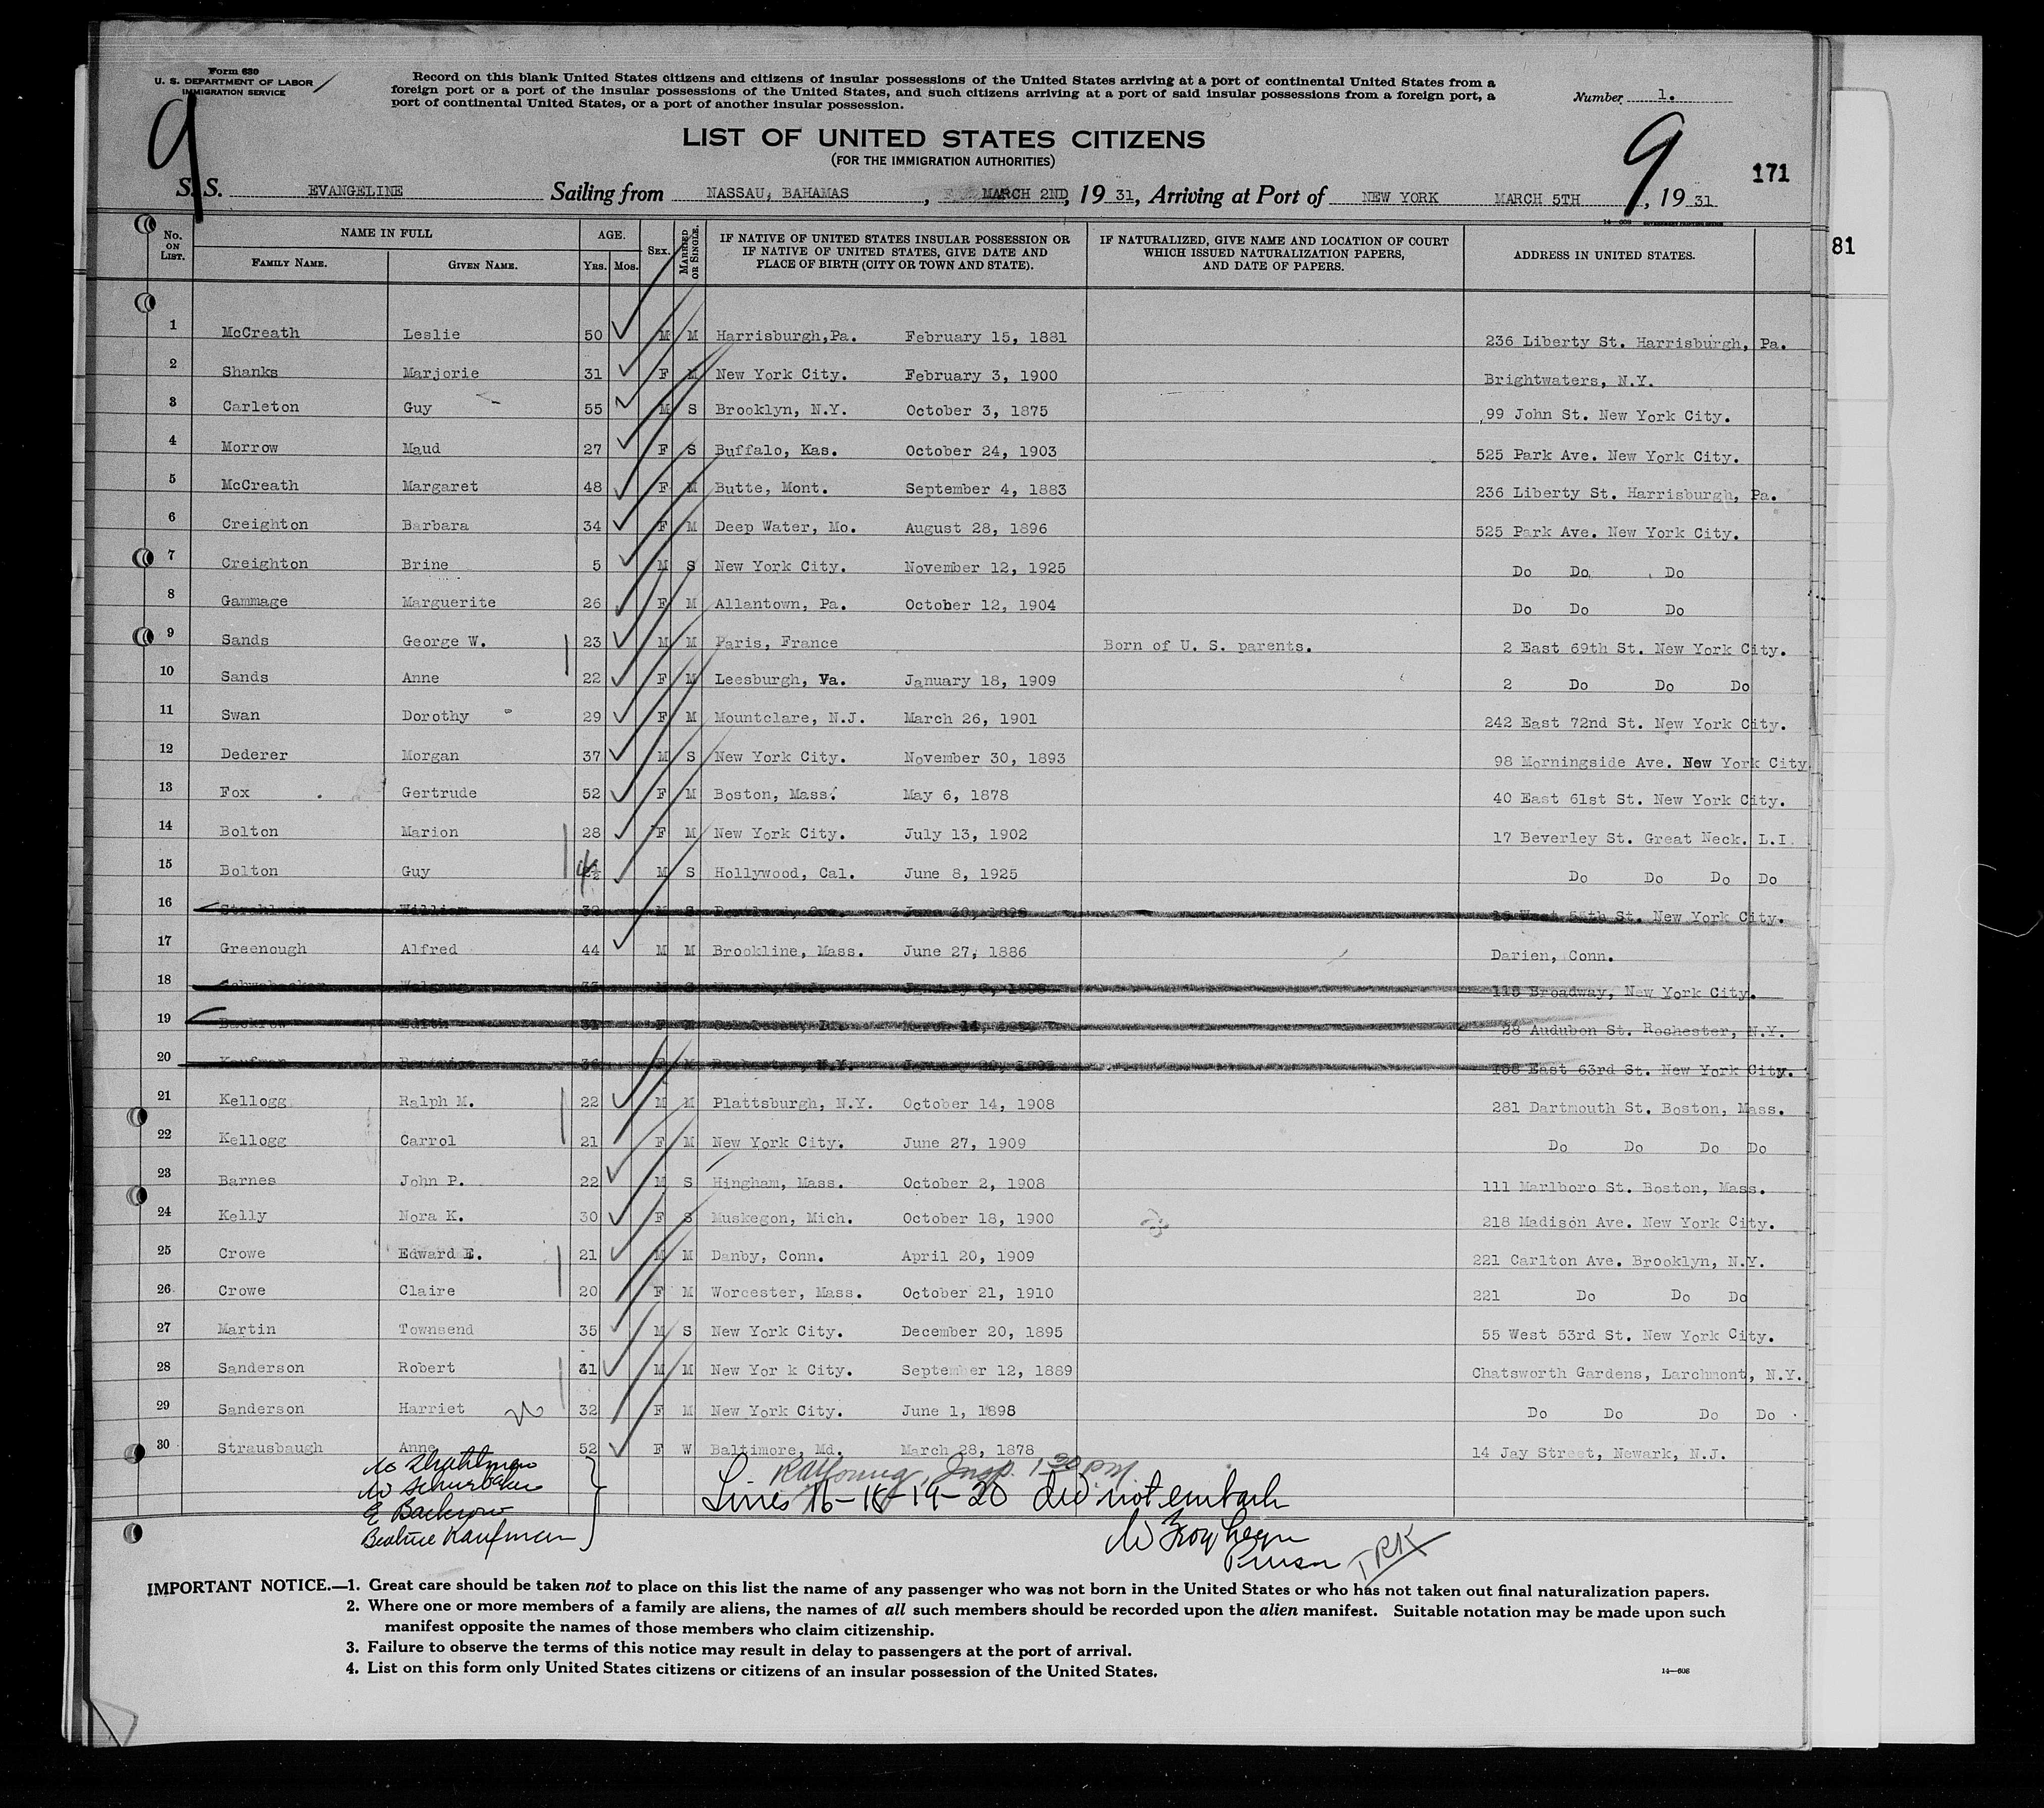 Form 630
U. S. DEPARTMENT OF LABOR
IMMIGRATION SERVICE
Record on this blank United States citizens and citizens of insular possessions of the United States arriving at a port of continental United States from a
foreign port or a port of the insular possessions of the United States, and such citizens arriving at a port of said insular possessions from a foreign port, a
port of continental United States, or a port of another insular possession.
Number 1.
9 9
LIST OF UNITED STATES CITIZENS
(FOR THE IMMIGRATION AUTHORITIES)
171
S. S. EVANGELINE Sailing from NASSAU, BAHAMAS, MARCH 2ND, 19 31, Arriving at Port of NEW YORK MARCH 5TH, 19 31
81
No. ON LIST. NAME IN FULL FAMILY NAME. GIVEN NAME. AGE. Yrs. Mos. SEX. MARRIED OR SINGLE. IF NATIVE OF UNITED STATES INSULAR POSSESSION OR IF NATIVE OF UNITED STATES, GIVE DATE AND PLACE OF BIRTH (CITY OR TOWN AND STATE). IF NATURALIZED, GIVE NAME AND LOCATION OF COURT WHICH ISSUED NATURALIZATION PAPERS, AND DATE OF PAPERS. ADDRESS IN UNITED STATES.
1 McCreath Leslie 50 M M Harrisburgh,Pa. February 15, 1881 236 Liberty St. Harrisburgh, Pa.
2 Shanks Marjorie 31 F M New York City. February 3, 1900 Brightwaters, N.Y.
3 Carleton Guy 55 M S Brooklyn, N.Y. October 3, 1875 99 John St. New York City.
4 Morrow Maud 27 F S Buffalo, Kas. October 24, 1903 525 Park Ave. New York City.
5 McCreath Margaret 48 F M Butte, Mont. September 4, 1883 236 Liberty St. Harrisburgh, Pa.
6 Creighton Barbara 34 F M Deep Water, Mo. August 28, 1896 525 Park Ave. New York City.
7 Creighton Brine 5 M S New York City. November 12, 1925 Do Do Do
8 Gammage Marguerite 26 F M Allantown, Pa. October 12, 1904 Do Do Do
9 Sands George W. 23 M M Paris, France Born of U. S. parents. 2 East 69th St. New York City.
10 Sands Anne 22 F M Leesburgh, Va. January 18, 1909 2 Do Do Do
11 Swan Dorothy 29 F M Mountclare, N.J. March 26, 1901 242 East 72nd St. New York City.
12 Dederer Morgan 37 M S New York City. November 30, 1893 98 Morningside Ave. New York City
13 Fox Gertrude 52 F M Boston, Mass. May 6, 1878 40 East 61st St. New York City.
14 Bolton Marion 28 F M New York City. July 13, 1902 17 Beverley St. Great Neck. L.I.
15 Bolton Guy M S Hollywood, Cal. June 8, 1925 Do Do Do Do
16 William St. New York City.
17 Greenough Alfred 44 M M Brookline, Mass. June 27, 1886 Darien, Conn.
18 115 Broadway, New York City.
19 Edith 31 F M March 14, 28 Audubon St. Rochester, N.Y.
20 Kaufman 36 F M N.Y. East 63rd St. New York City.
21 Kellogg Ralph M. 22 M M Plattsburgh, N.Y. October 14, 1908 281 Dartmouth St. Boston, Mass.
22 Kellogg Carrol 21 F M New York City. June 27, 1909 Do Do Do Do
23 Barnes John P. 22 M S Hingham, Mass. October 2, 1908 111 Marlboro St. Boston, Mass.
24 Kelly Nora K. 30 F S Muskegon, Mich. October 18, 1900 218 Madison Ave. New York City.
25 Crowe Edward E. 21 M M Danby, Conn. April 20, 1909 221 Carlton Ave. Brooklyn, N.Y.
26 Crowe Claire 20 F M Worcester, Mass. October 21, 1910 221 Do Do Do
27 Martin Townsend 35 M S New York City. December 20, 1895 55 West 53rd St. New York City.
28 Sanderson Robert 41 M M New Yor k City. September 12, 1889 Chatsworth Gardens, Larchmont, N.Y.
29 Sanderson Harriet 32 F M New York City. June 1, 1898 Do Do Do Do
30 Strausbaugh Anne 52 F W Baltimore, Md. March 28, 1878 14 Jay Street, Newark, N.J.
Insp. 1 30 PM.
Lines 16-18-19-20 did not embark
E Backrow
Beatrice Kaufman
Purser TRK
IMPORTANT NOTICE.—1. Great care should be taken not to place on this list the name of any passenger who was not born in the United States or who has not taken out final naturalization papers.
2. Where one or more members of a family are aliens, the names of all such members should be recorded upon the alien manifest. Suitable notation may be made upon such
manifest opposite the names of those members who claim citizenship.
3. Failure to observe the terms of this notice may result in delay to passengers at the port of arrival.
4. List on this form only United States citizens or citizens of an insular possession of the United States.
14—608